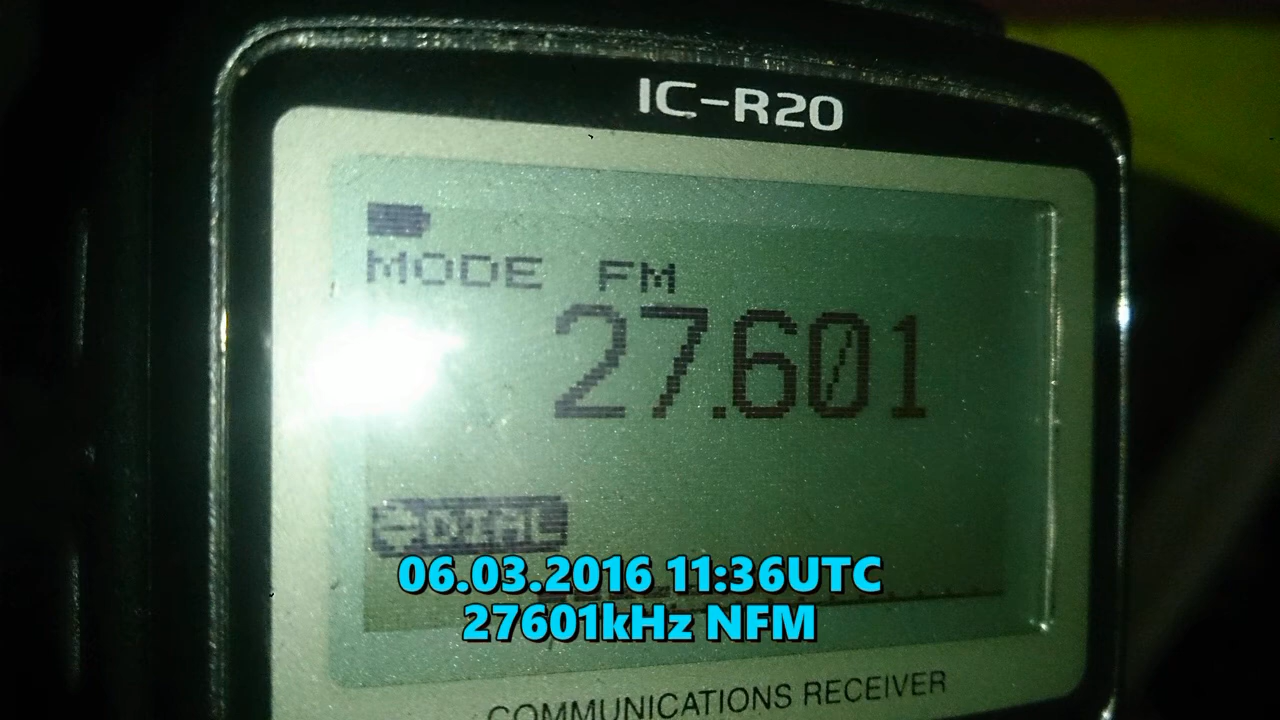 IC-R20
MODE FM
27.601
DIAL
06.03.2016 11:36UTC
27601kHz NFM
COMMUNICATIONS RECEIVER